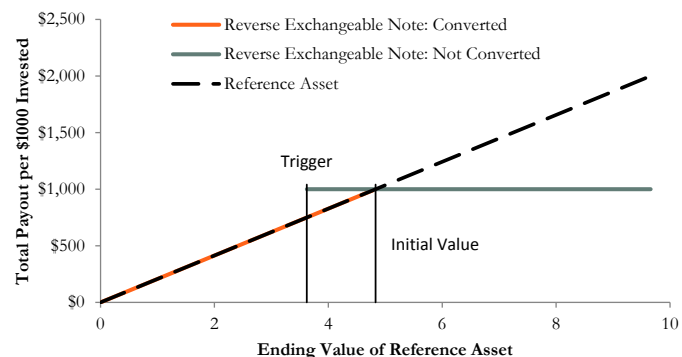 $2,500
$2,000
$1,500
$1,000
$500
$0
Total Payout per $1000 Invested
Reverse Exchangeable Note: Converted
Reverse Exchangeable Note: Not Converted
Reference Asset
Trigger
Initial Value
0 2 4 6 8 10
Ending Value of Reference Asset